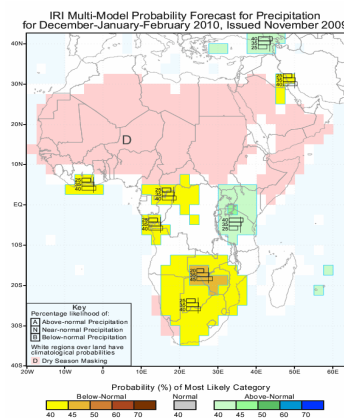 IRI Multi-Model Probability Forecast for Precipitation
for December-January-February 2010, Issued November 2009
40N
30N
20N
10N
EQ
10S
20S
30S
40S
D
Key
Percentage likelihood of:
A Above-normal Precipitation
N Near-normal Precipitation
B Below-normal Precipitation
White regions over land have
climatological probabilities
D Dry Season Masking
20W 10W 0 10E 20E 30E 40E 50E 60E
Probability (%) of Most Likely Category
Below-Normal Normal Above-Normal
40 45 50 60 70 40 40 45 50 60 70